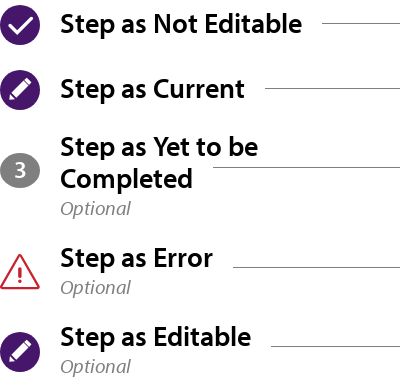 Step as Not Editable
Step as Current
3
Step as Yet to be
Completed
Optional
Step as Error
Optional
Step as Editable
Optional